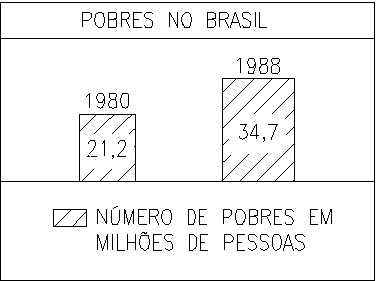 POBRES NO BRASIL
1980
21,2
1988
34,7
NÚMERO DE POBRES EM
MILHÕES DE PESSOAS